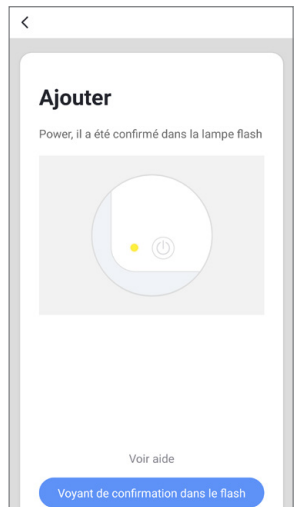 Ajouter
Power, il a été confirmé dans la lampe flash
Voir aide
Voyant de confirmation dans le flash